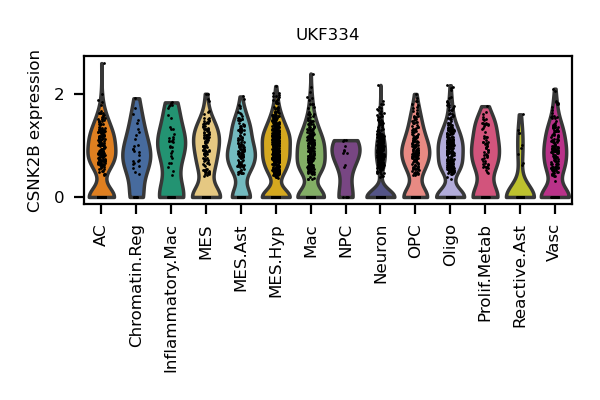 UKF334
CSNK2B expression
2
0
AC
Chromatin.Reg
Inflammatory.Mac
MES
MES.Ast
MES.Hyp
Mac
NPC
Neuron
OPC
Oligo
Prolif.Metab
Reactive.Ast
Vasc